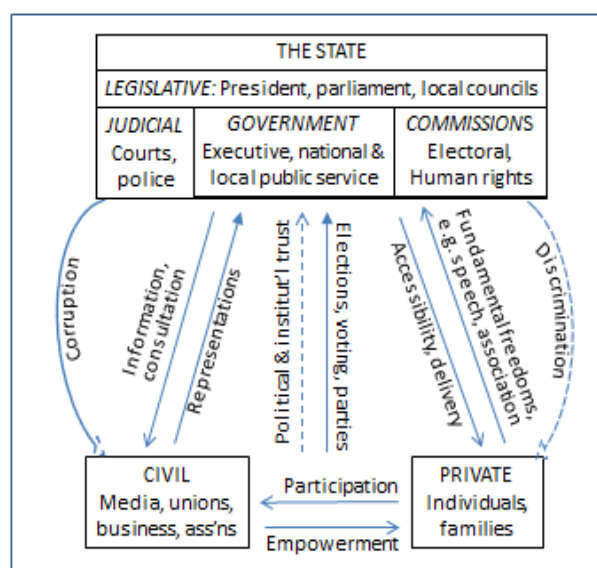 THE STATE
LEGISLATIVE: President, parliament, local councils
JUDICIAL
Courts,
police
GOVERNMENT
Executive, national &
local public service
COMMISSIONS
Electoral,
Human rights
Corruption
Information,
consultation
Representations
Political & institut'l trust
Elections, voting,
parties
Accessibility, delivery
Fundamental freedoms,
e.g. speech, association
Discrimination
CIVIL
Media, unions,
business, ass'ns
Participation
Empowerment
PRIVATE
Individuals,
families